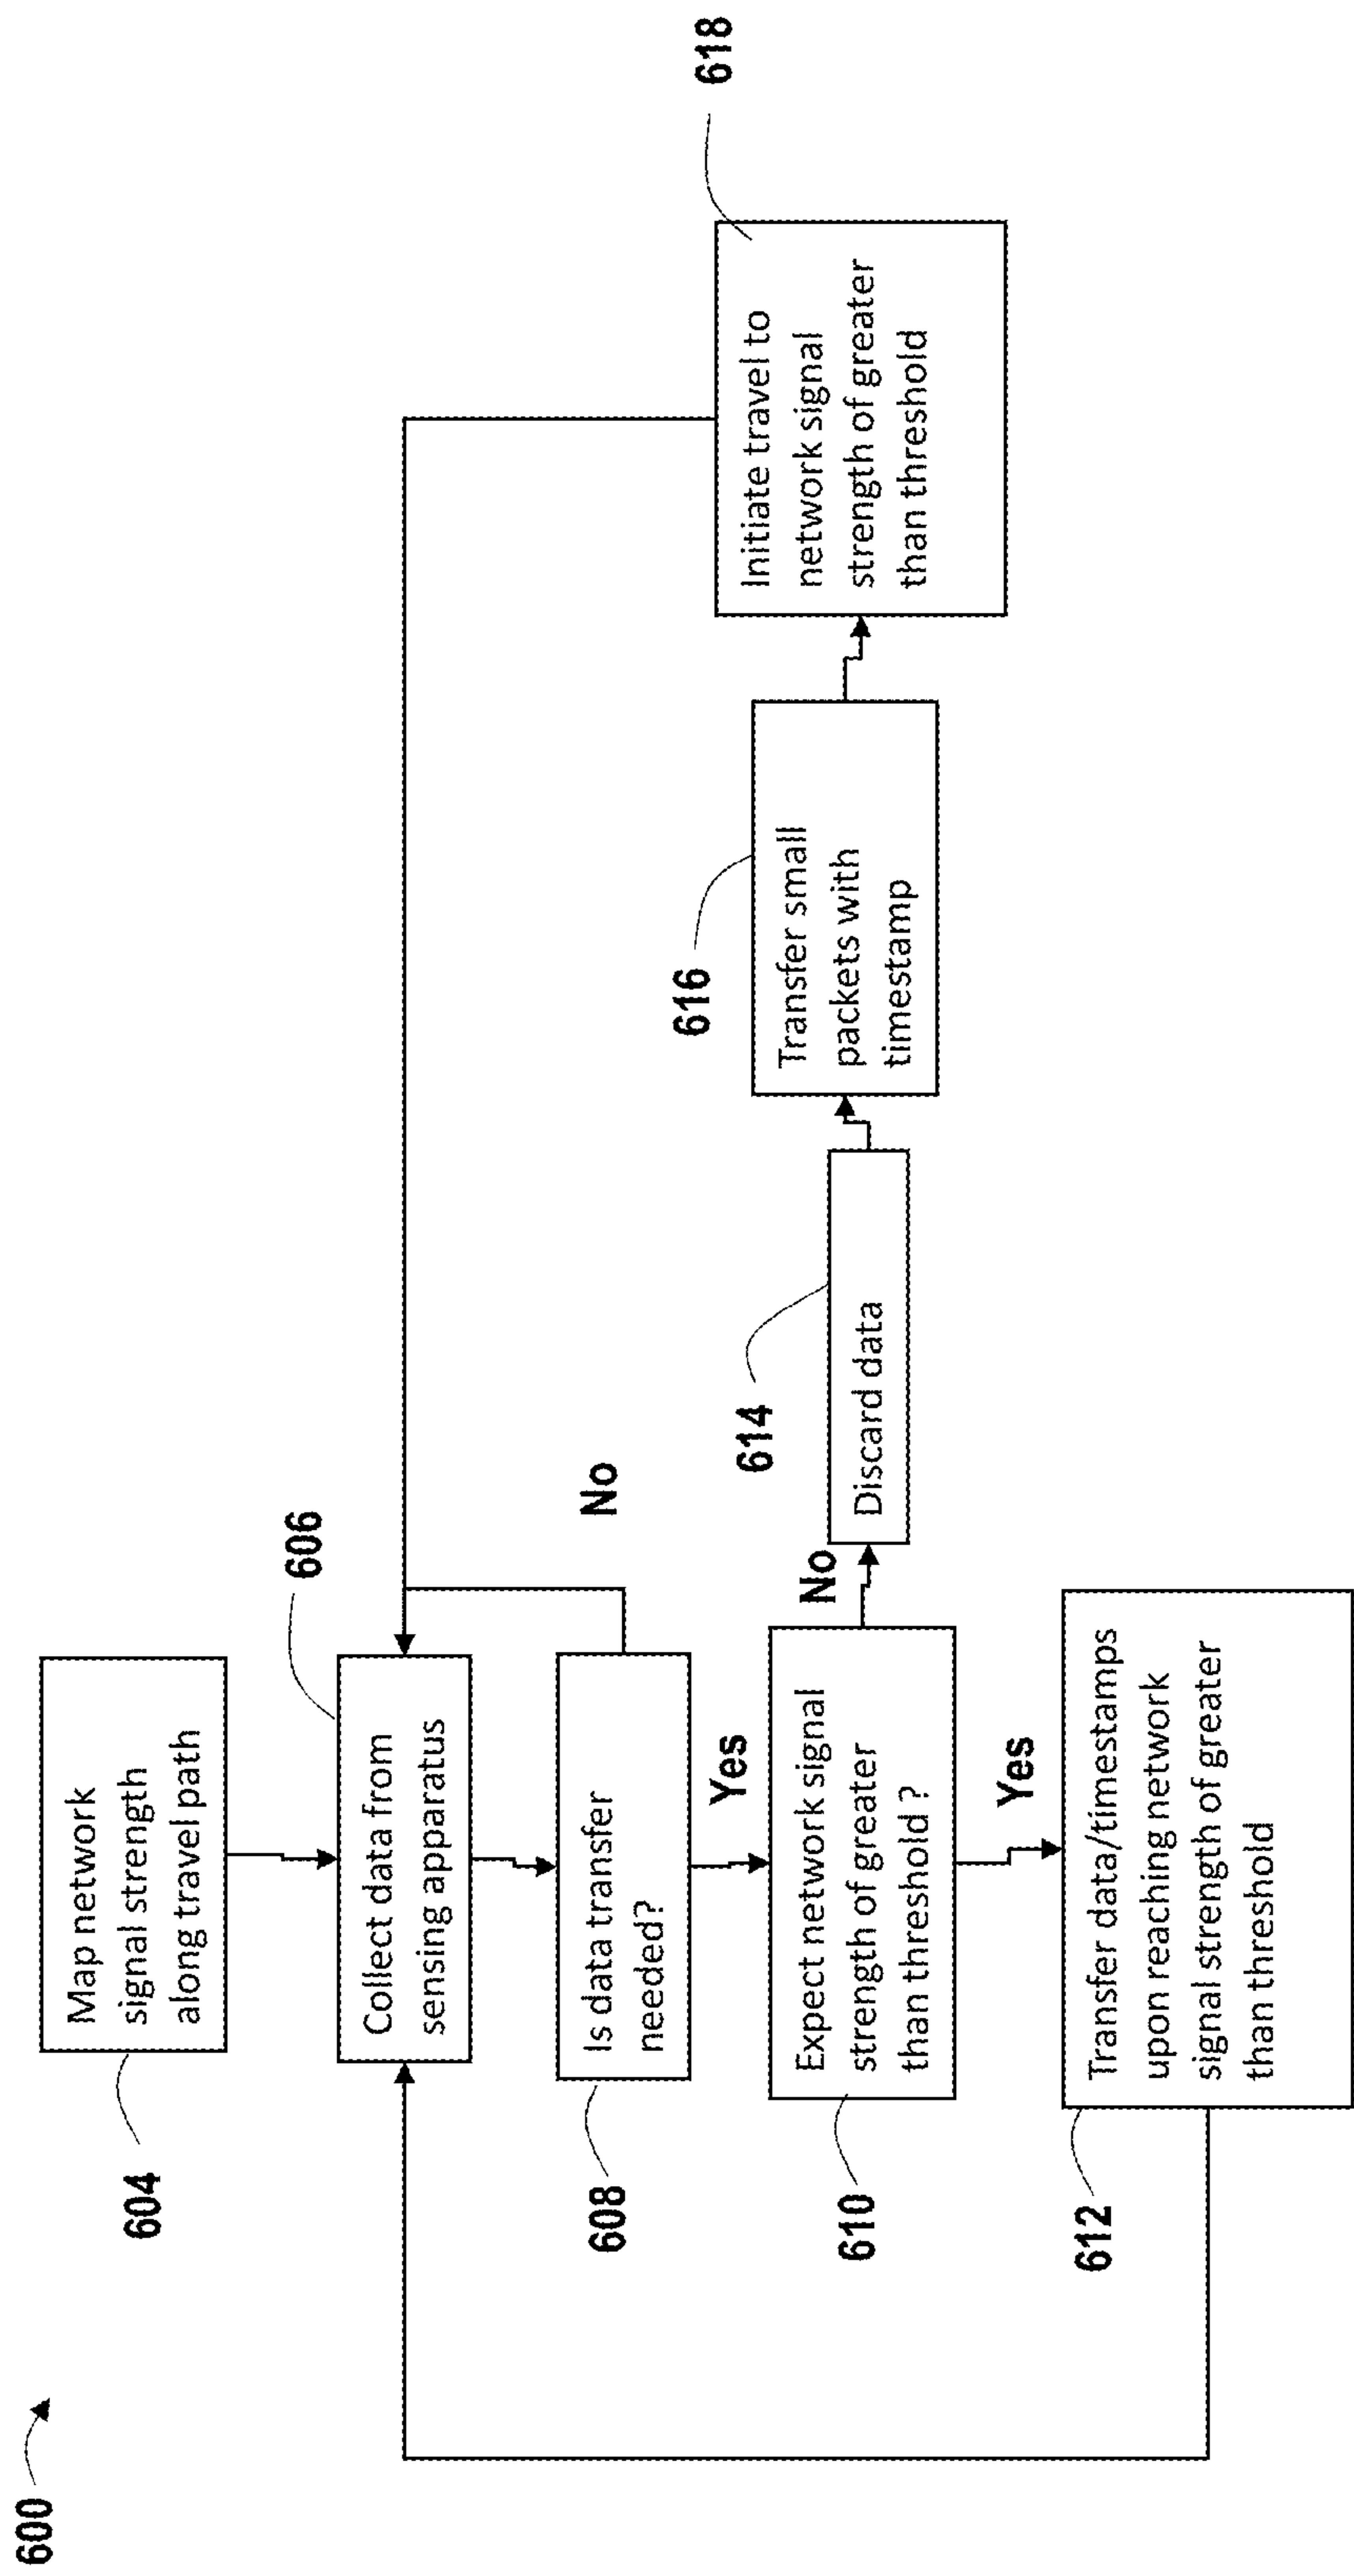 600
604
Map network
signal strength
along travel path
606
Collect data from
sensing apparatus
608
Is data transfer
needed?
No
Yes
610
Expect network signal
strength of greater
than threshold?
No
Yes
612
Transfer data/timestamps
upon reaching network
signal strength of greater
than threshold
614
Discard data
616
Transfer small
packets with
timestamp
618
Initiate travel to
network signal
strength of greater
than threshold